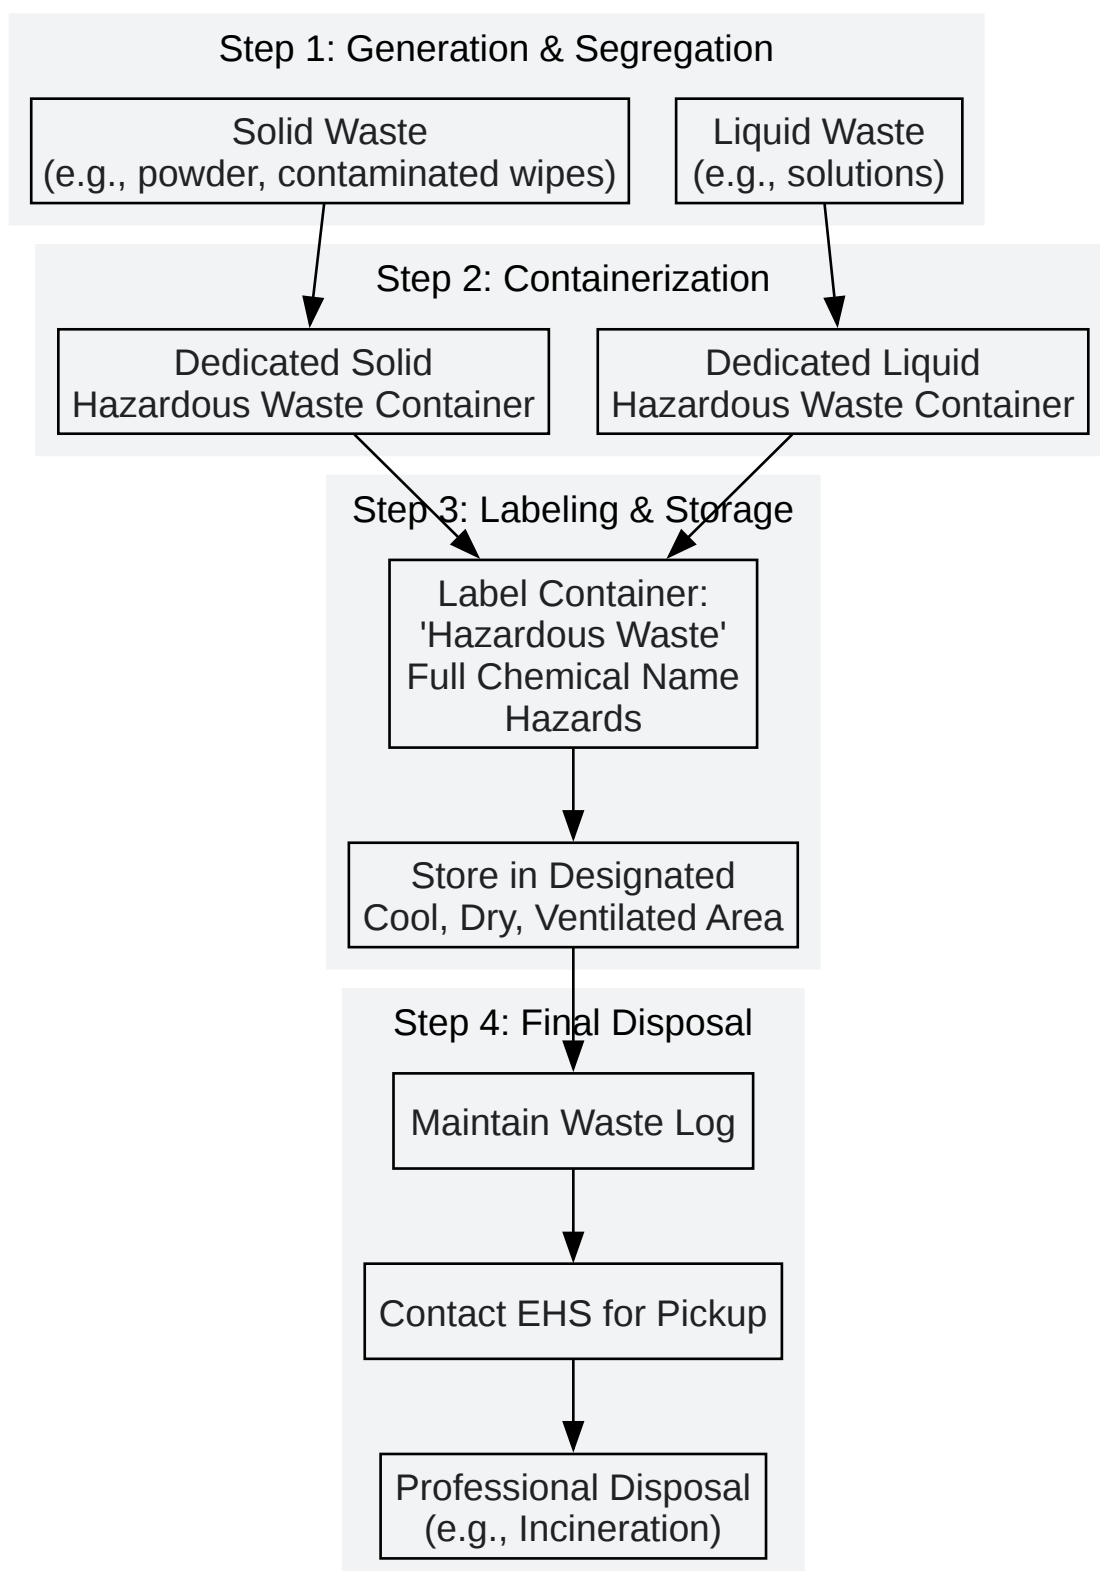 Step 1: Generation & Segregation
Solid Waste
(e.g., powder, contaminated wipes)
Liquid Waste
(e.g., solutions)
Step 2: Containerization
Dedicated Solid
Hazardous Waste Container
Dedicated Liquid
Hazardous Waste Container
Step 3: Labeling & Storage
Label Container:
'Hazardous Waste'
Full Chemical Name
Hazards
Store in Designated
Cool, Dry, Ventilated Area
Step 4: Final Disposal
Maintain Waste Log
Contact EHS for Pickup
Professional Disposal
(e.g., Incineration)